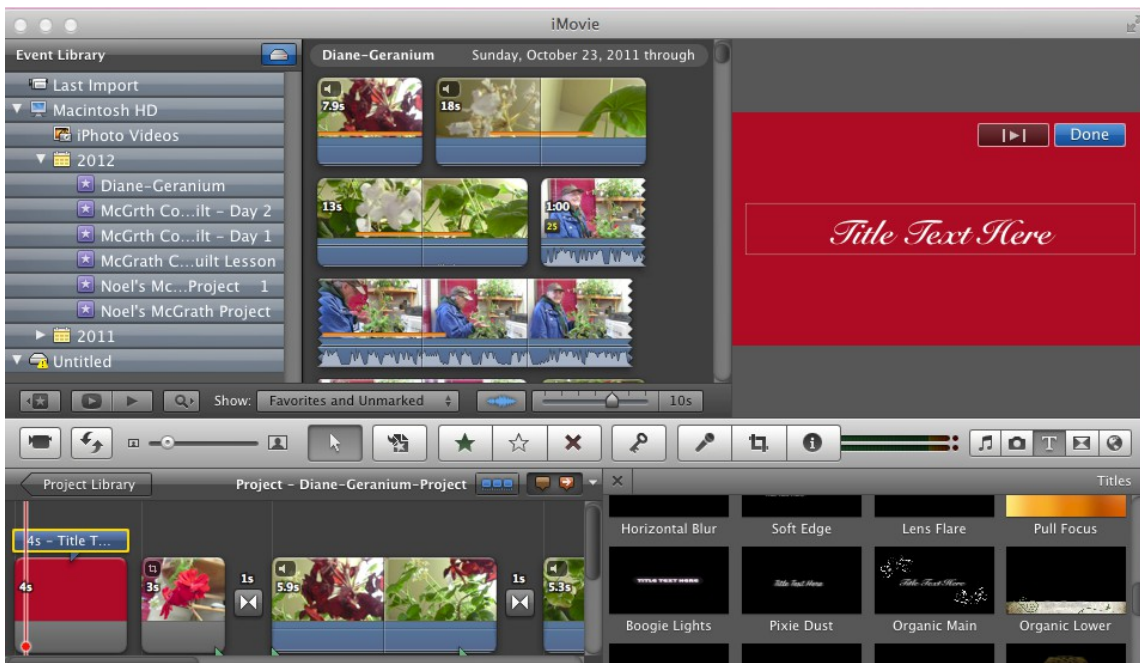 iMovie
Event Library
Last Import
Macintosh HD
iPhoto Videos
2012
Diane-Geranium
McGrth Co...ilt - Day 2
McGrth Co...ilt - Day 1
McGrath C...uilt Lesson
Noel's Mc...Project 1
Noel's McGrath Project
2011
Untitled
Diane-Geranium Sunday, October 23, 2011 through
7.9s 18s
13s 1:00
25
Done
Title Text Here
Show: Favorites and Unmarked 10s
Project Library Project - Diane-Geranium-Project
4s - Title T...
4s 3s 1s 5.9s 1s 5.3s
Titles
Horizontal Blur Soft Edge Lens Flare Pull Focus
TITLE TEXT HERE Title Text Here Title Text Here
Boogie Lights Pixie Dust Organic Main Organic Lower